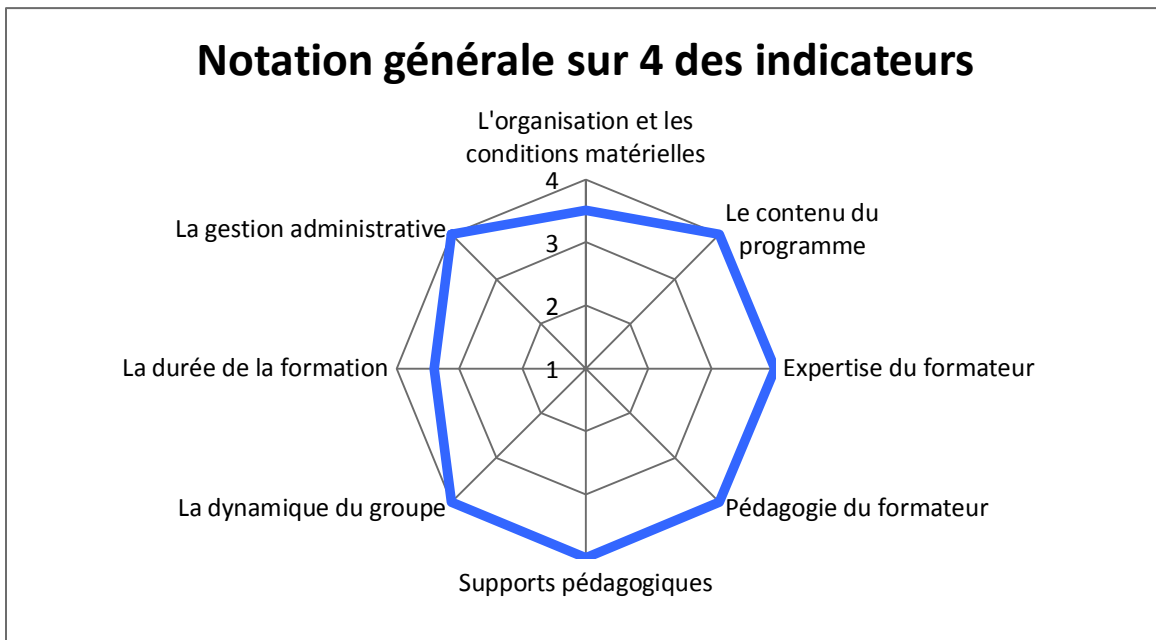 Notation générale sur 4 des indicateurs
L'organisation et les
conditions matérielles
4
La gestion administrative
Le contenu du
programme
3
2
La durée de la formation
1
Expertise du formateur
La dynamique du groupe
Pédagogie du formateur
Supports pédagogiques